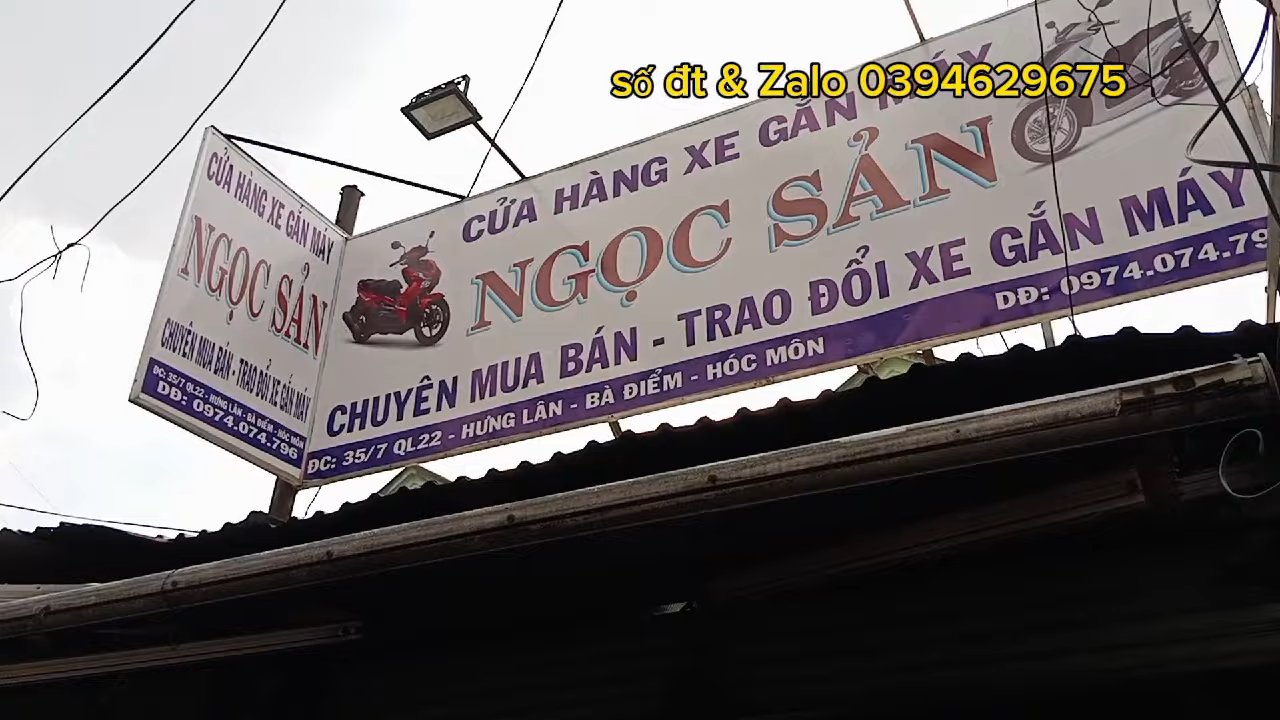 số đt & Zalo 0394629675
CỬA HÀNG XE GẮN MÁY
NGỌC SẢN
CHUYÊN MUA BÁN - TRAO ĐỔI XE GẮN MÁY
ĐC: 35/7 QL22 - HƯNG LÂN - BÀ ĐIỂM - HÓC MÔN
DĐ: 0974.074.796
CỬA HÀNG XE GẮN MÁY
NGỌC SẢN
CHUYÊN MUA BÁN - TRAO ĐỔI XE GẮN MÁY
ĐC: 35/7 QL22 - HƯNG LÂN - BÀ ĐIỂM - HÓC MÔN
DĐ: 0974.074.79